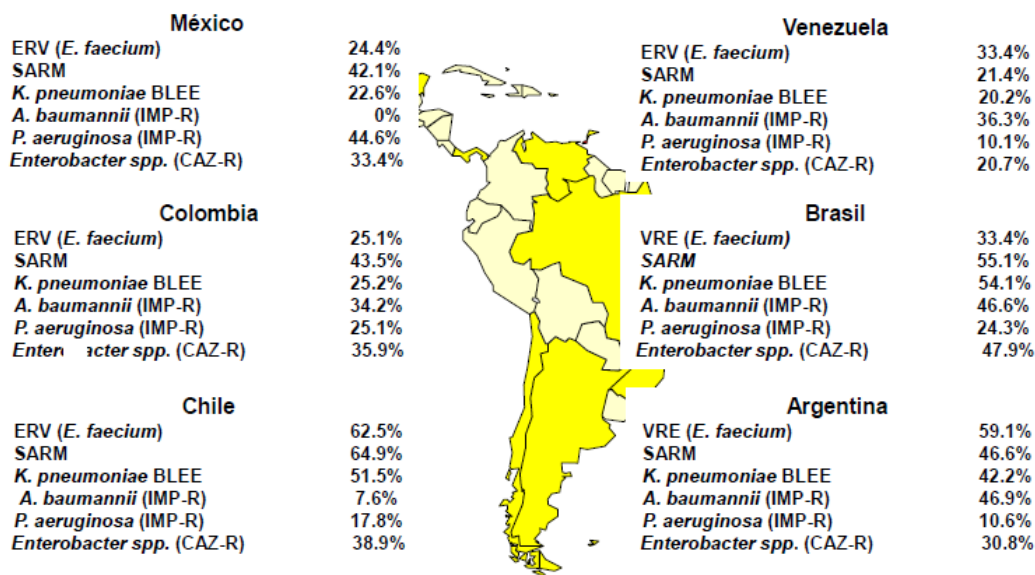 México
ERV (E. faecium) 24.4%
SARM 42.1%
K. pneumoniae BLEE 22.6%
A. baumannii (IMP-R) 0%
P. aeruginosa (IMP-R) 44.6%
Enterobacter spp. (CAZ-R) 33.4%
Venezuela
ERV (E. faecium) 33.4%
SARM 21.4%
K. pneumoniae BLEE 20.2%
A. baumannii (IMP-R) 36.3%
P. aeruginosa (IMP-R) 10.1%
Enterobacter spp. (CAZ-R) 20.7%
Colombia
ERV (E. faecium) 25.1%
SARM 43.5%
K. pneumoniae BLEE 25.2%
A. baumannii (IMP-R) 34.2%
P. aeruginosa (IMP-R) 25.1%
spp. (CAZ-R) 35.9%
Brasil
VRE (E. faecium) 33.4%
SARM 55.1%
K. pneumoniae BLEE 54.1%
A. baumannii (IMP-R) 46.6%
P. aeruginosa (IMP-R) 24.3%
Enterobacter spp. (CAZ-R) 47.9%
Chile
ERV (E. faecium) 62.5%
SARM 64.9%
K. pneumoniae BLEE 51.5%
A. baumannii (IMP-R) 7.6%
P. aeruginosa (IMP-R) 17.8%
Enterobacter spp. (CAZ-R) 38.9%
Argentina
VRE (E. faecium) 59.1%
SARM 46.6%
K. pneumoniae BLEE 42.2%
A. baumannii (IMP-R) 46.9%
P. aeruginosa (IMP-R) 10.6%
Enterobacter spp. (CAZ-R) 30.8%